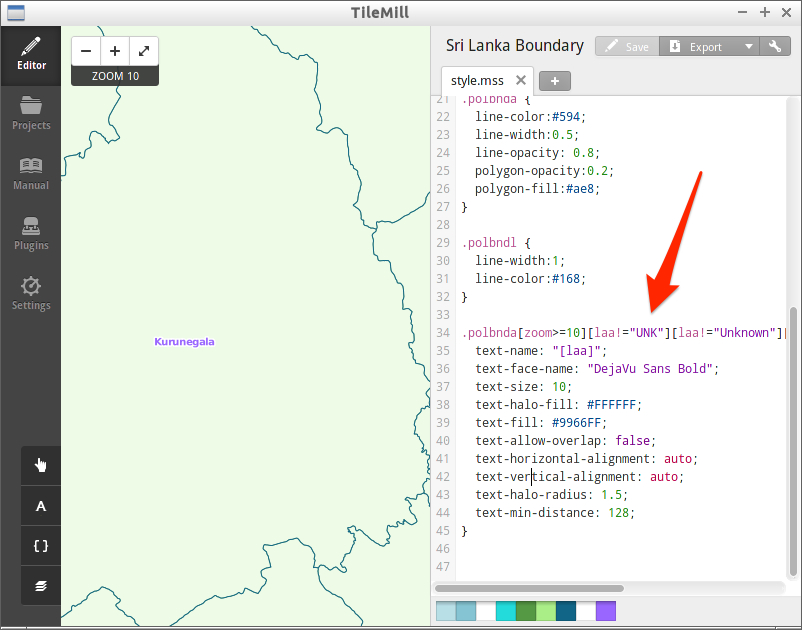 TileMill
Editor
Projects
Manual
Plugins
Settings
A
{ }
− + ⤢
ZOOM 10
Kurunegala
Sri Lanka Boundary
Save
Export
style.mss ×
+
21 .polbnda {
22 line-color:#594;
23 line-width:0.5;
24 line-opacity: 0.8;
25 polygon-opacity:0.2;
26 polygon-fill:#ae8;
27 }
28
29 .polbndl {
30 line-width:1;
31 line-color:#168;
32 }
33
34 .polbnda[zoom>=10][laa!="UNK"][laa!="Unknown"][
35 text-name: "[laa]";
36 text-face-name: "DejaVu Sans Bold";
37 text-size: 10;
38 text-halo-fill: #FFFFFF;
39 text-fill: #9966FF;
40 text-allow-overlap: false;
41 text-horizontal-alignment: auto;
42 text-vertical-alignment: auto;
43 text-halo-radius: 1.5;
44 text-min-distance: 128;
45 }
46
47